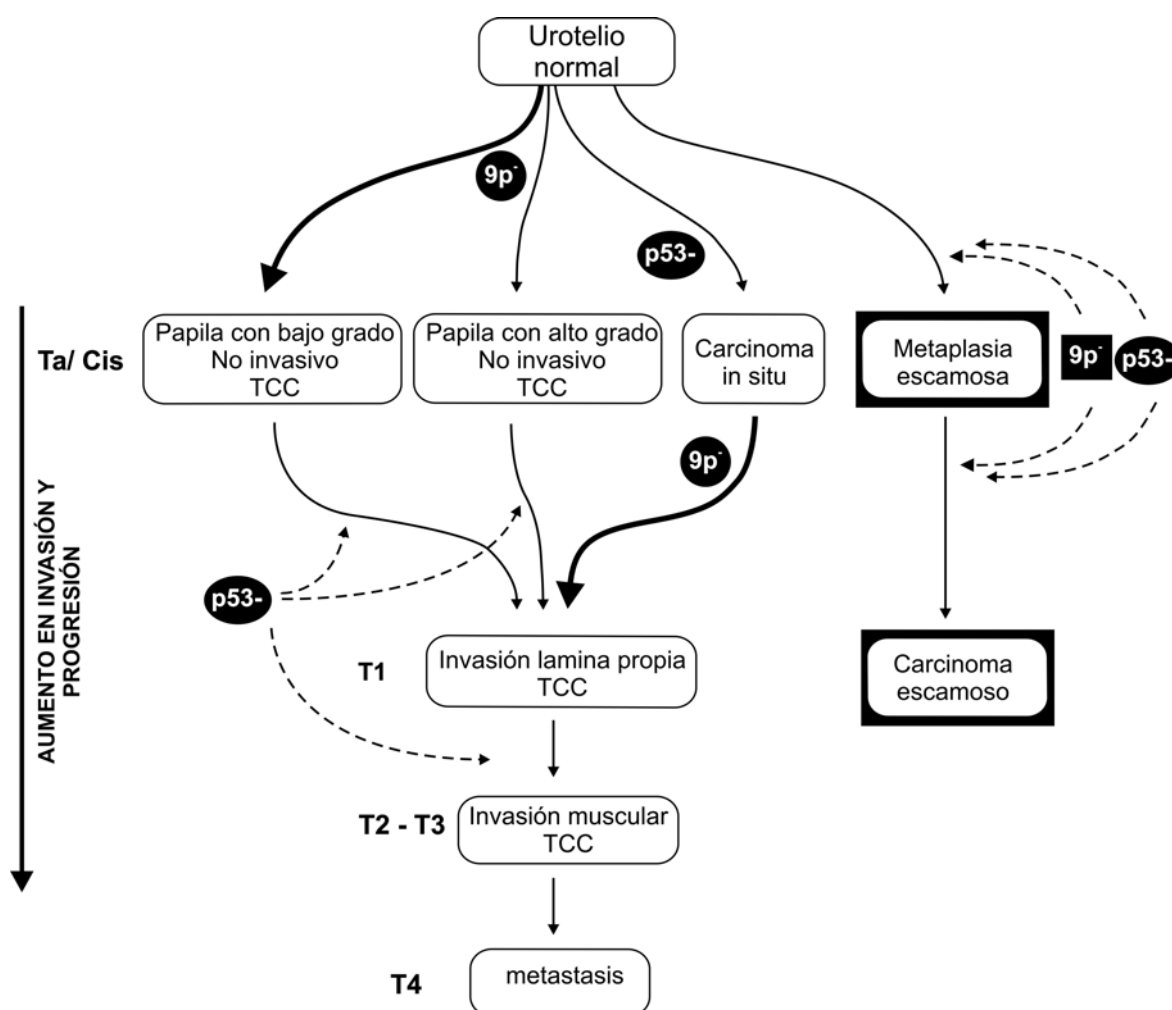 Urotelio
normal
9p-
p53-
Ta/ Cis
Papila con bajo grado
No invasivo
TCC
Papila con alto grado
No invasivo
TCC
Carcinoma
in situ
Metaplasia
escamosa
9p-
p53-
9p-
AUMENTO EN INVASIÓN Y
PROGRESIÓN
p53-
T1
Invasión lamina propia
TCC
Carcinoma
escamoso
T2 - T3
Invasión muscular
TCC
T4
metastasis